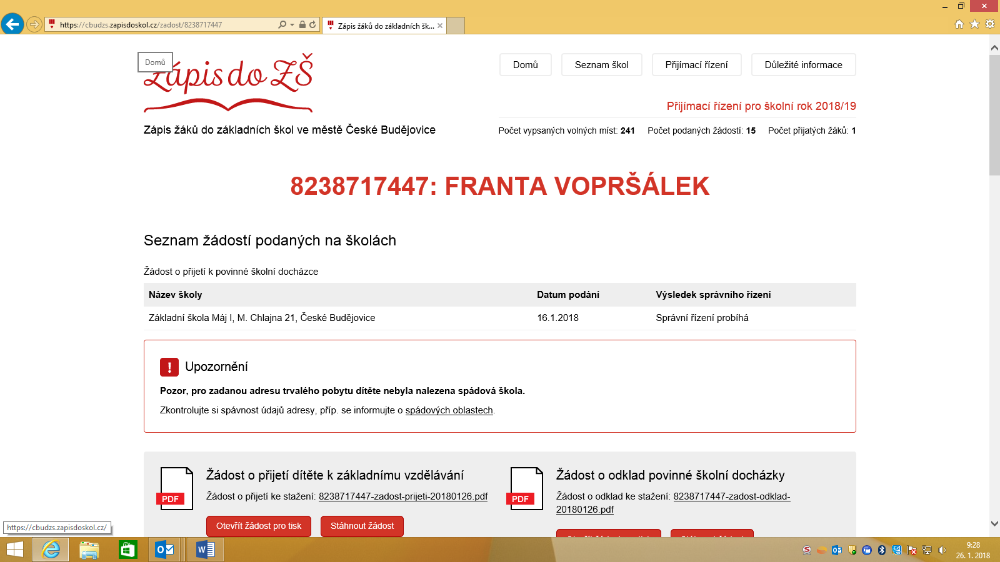 https://cbudzs.zapisdoskol.cz/zadost/8238717447
Zápis žáků do základních šk...
Domů
Zápis do ZŠ
Domů
Seznam škol
Přijímací řízení
Důležité informace
Přijímací řízení pro školní rok 2018/19
Zápis žáků do základních škol ve městě České Budějovice
Počet vypsaných volných míst: 241 Počet podaných žádostí: 15 Počet přijatých žáků: 1
8238717447: FRANTA VOPRŠÁLEK
Seznam žádostí podaných na školách
Žádost o přijetí k povinné školní docházce
Název školy Datum podání Výsledek správního řízení
Základní škola Máj I, M. Chlajna 21, České Budějovice 16.1.2018 Správní řízení probíhá
! Upozornění
Pozor, pro zadanou adresu trvalého pobytu dítěte nebyla nalezena spádová škola.
Zkontrolujte si spávnost údajů adresy, příp. se informujte o spádových oblastech.
PDF
Žádost o přijetí dítěte k základnímu vzdělávání
Žádost o přijetí ke stažení: 8238717447-zadost-prijeti-20180126.pdf
Otevřít žádost pro tisk
Stáhnout žádost
PDF
Žádost o odklad povinné školní docházky
Žádost o odklad ke stažení: 8238717447-zadost-odklad-
20180126.pdf
https://cbudzs.zapisdoskol.cz/
9:28
26. 1. 2018